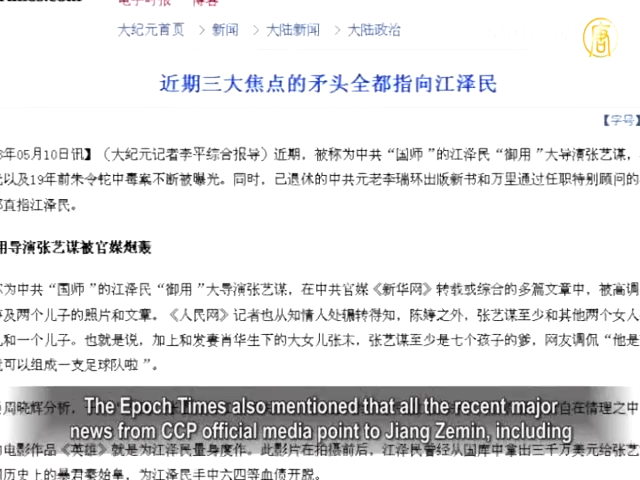 电子时报 博客
大纪元首页 > 新闻 > 大陆新闻 > 大陆政治
唐
近期三大焦点的矛头全都指向江泽民
【字号】
年05月10日讯】(大纪元记者李平综合报导)近期,被称为中共“国师”的江泽民“御用”大导演张艺谋,
以及19年前朱令铊中毒案不断被曝光。同时,已退休的中共元老李瑞环出版新书和万里通过任职特别顾问的
直指江泽民。
用导演张艺谋被官媒炮轰
称为中共“国师”的江泽民“御用”大导演张艺谋,在中共官媒《新华网》转载或综合的多篇文章中,被高调
及两个儿子的照片和文章。《人民网》记者也从知情人处辗转得知,陈婷之外,张艺谋至少和其他两个女人
和一个儿子。也就是说,加上和发妻肖华生下的大女儿张末,张艺谋至少是七个孩子的爹,网友调侃“他是
可以组成一支足球队啦”。
周晓辉分析,
自在情理之中
The Epoch Times also mentioned that all the recent major
news from CCP official media point to Jiang Zemin, including
电影作品《英雄》就是为江泽民量身度作。此影片在拍摄前后,江泽民曾经从国库中拿出三千万美元给张艺
历史上的暴君秦始皇,为江泽民手中六四等血债开脱。